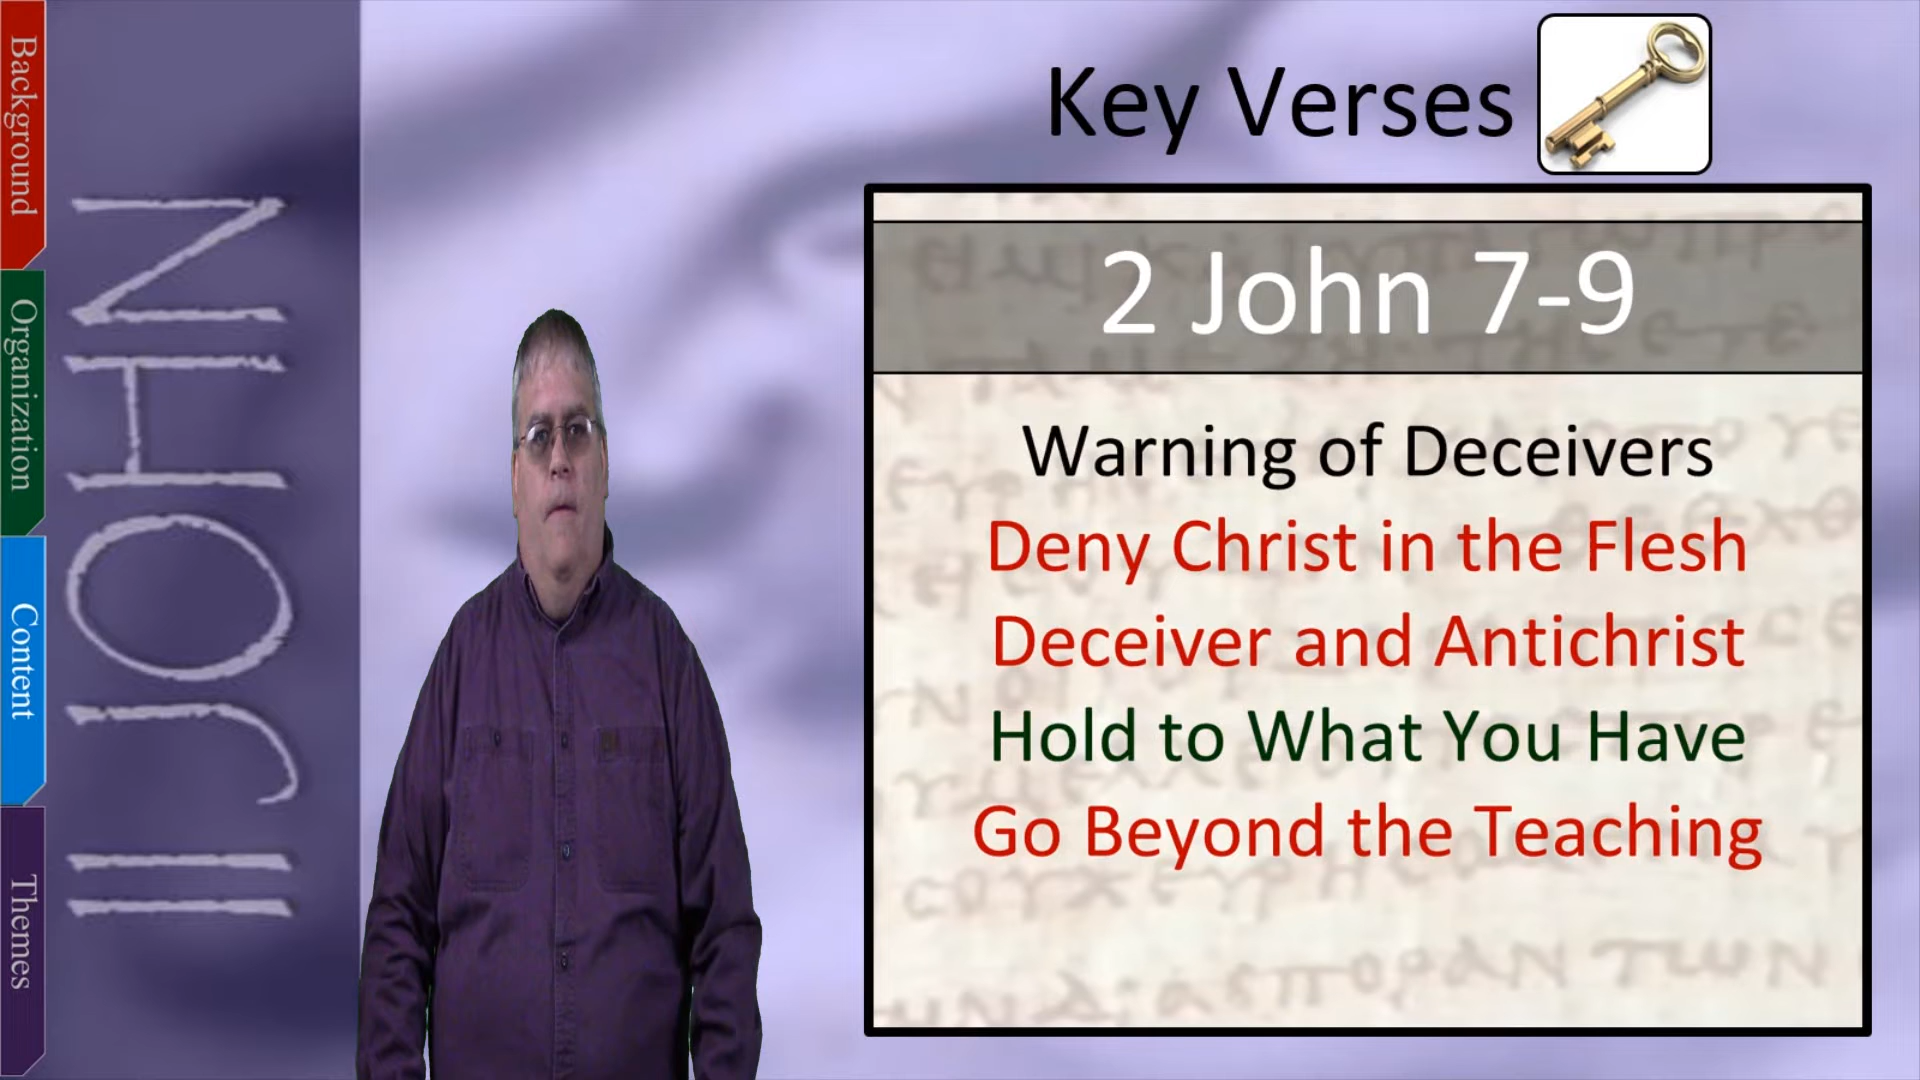 Background
Organization
Content
Themes
II JOHN
Key Verses
2 John 7-9
Warning of Deceivers
Deny Christ in the Flesh
Deceiver and Antichrist
Hold to What You Have
Go Beyond the Teaching